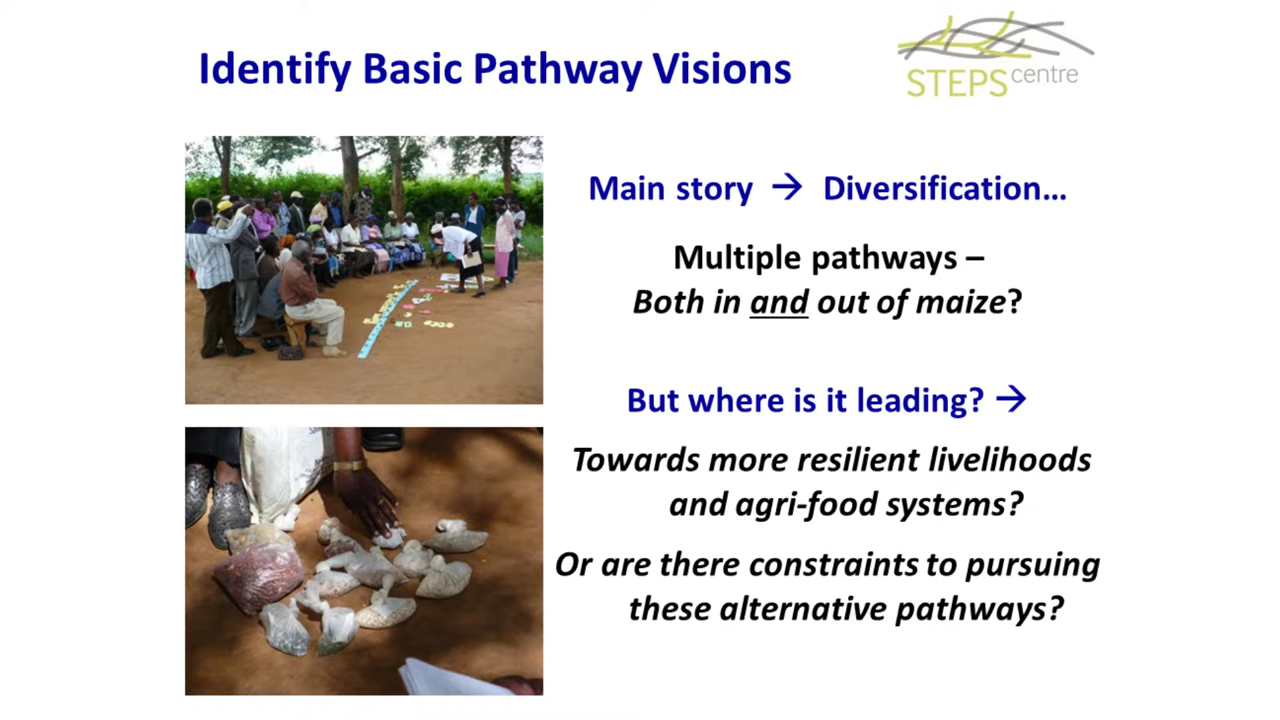 Identify Basic Pathway Visions
STEPS centre
Main story → Diversification...
Multiple pathways –
Both in and out of maize?
But where is it leading? →
Towards more resilient livelihoods
and agri-food systems?
Or are there constraints to pursuing
these alternative pathways?